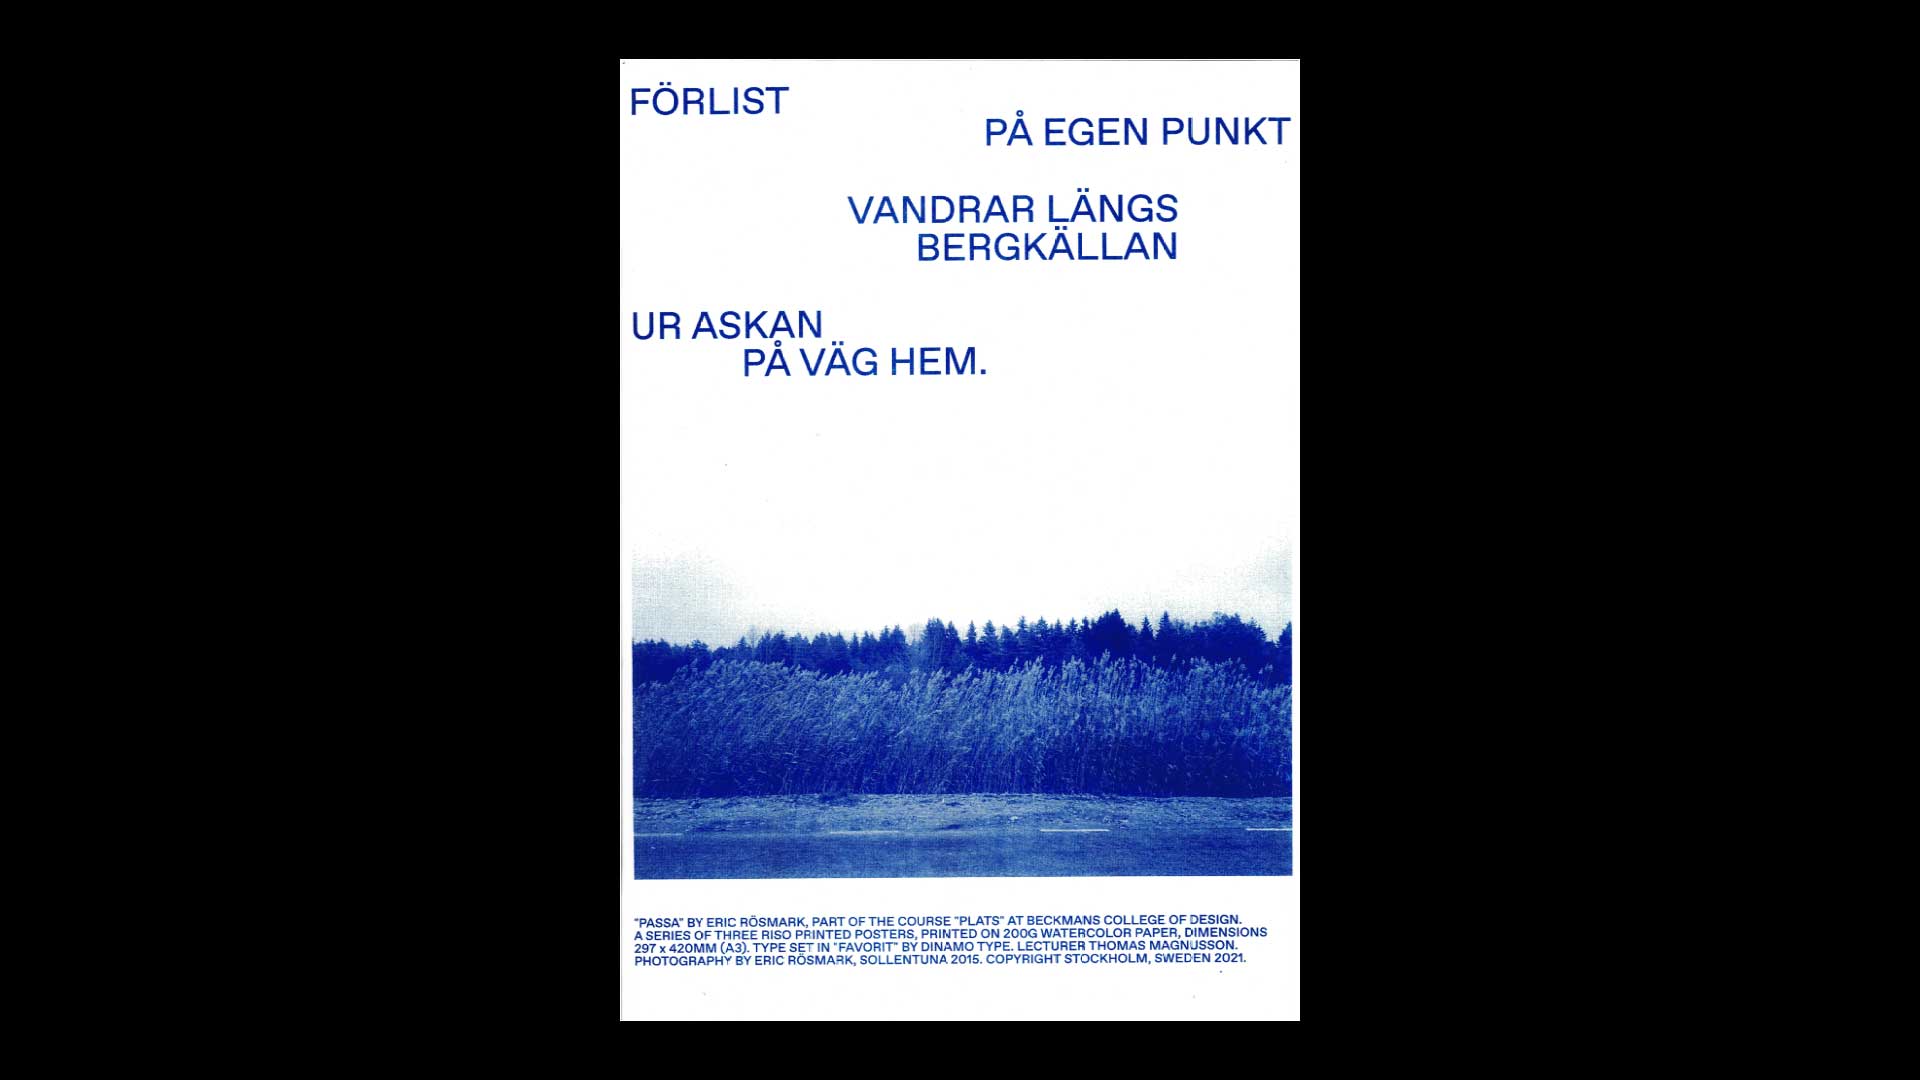 FÖRLIST
PÅ EGEN PUNKT
VANDRAR LÄNGS
BERGKÄLLAN
UR ASKAN
PÅ VÄG HEM.
"PASSA" BY ERIC RÖSMARK, PART OF THE COURSE "PLATS" AT BECKMANS COLLEGE OF DESIGN.
A SERIES OF THREE RISO PRINTED POSTERS, PRINTED ON 200G WATERCOLOR PAPER, DIMENSIONS
297 x 420MM (A3). TYPE SET IN "FAVORIT" BY DINAMO TYPE. LECTURER THOMAS MAGNUSSON.
PHOTOGRAPHY BY ERIC RÖSMARK, SOLLENTUNA 2015. COPYRIGHT STOCKHOLM, SWEDEN 2021.